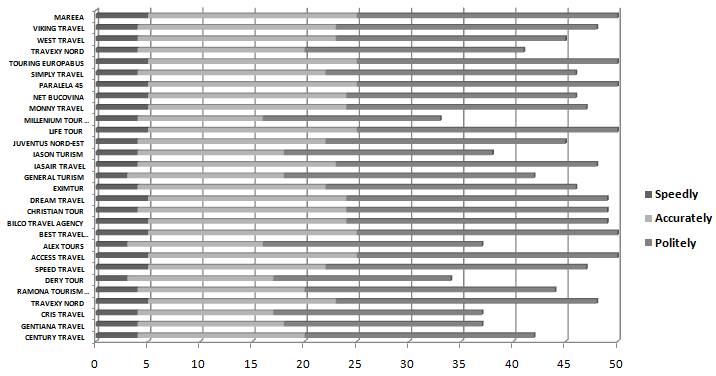 MAREEA
VIKING TRAVEL
WEST TRAVEL
TRAVEXY NORD
TOURING EUROPABUS
SIMPLY TRAVEL
PARALELA 45
NET BUCOVINA
MONNY TRAVEL
MILLENIUM TOUR ...
LIFE TOUR
JUVENTUS NORD-EST
IASON TURISM
IASAIR TRAVEL
GENERAL TURISM
EXIMTUR
DREAM TRAVEL
CHRISTIAN TOUR
BILCO TRAVEL AGENCY
BEST TRAVEL...
ALEX TOURS
ACCESS TRAVEL
SPEED TRAVEL
DERY TOUR
RAMONA TOURISM...
TRAVEXY NORD
CRIS TRAVEL
GENTIANA TRAVEL
CENTURY TRAVEL
0 5 10 15 20 25 30 35 40 45 50
Speedly
Accurately
Politely